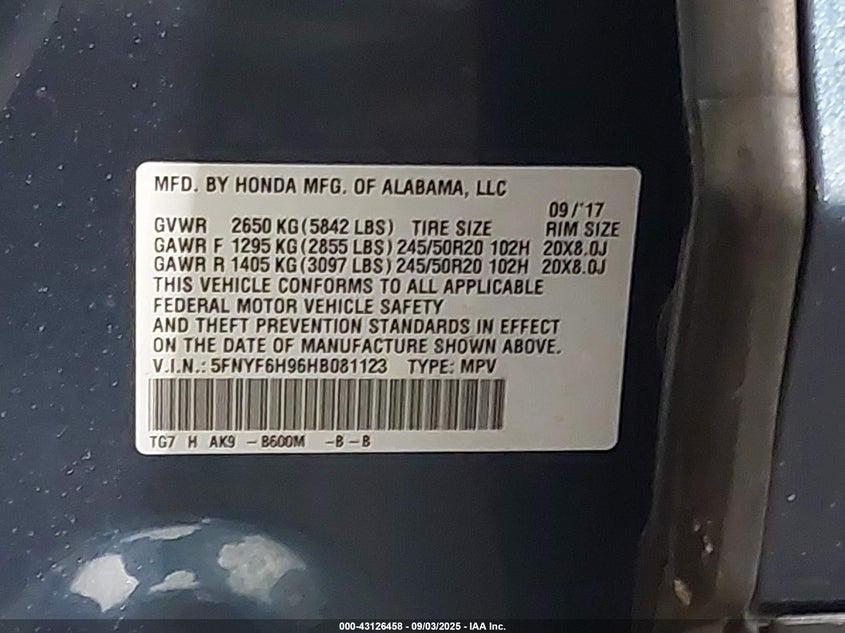 MFD. BY HONDA MFG. OF ALABAMA, LLC
09/'17
GVWR 2650 KG (5842 LBS) TIRE SIZE RIM SIZE
GAWR F 1295 KG (2855 LBS) 245/50R20 102H 20X8.0J
GAWR R 1405 KG (3097 LBS) 245/50R20 102H 20X8.0J
THIS VEHICLE CONFORMS TO ALL APPLICABLE
FEDERAL MOTOR VEHICLE SAFETY
AND THEFT PREVENTION STANDARDS IN EFFECT
ON THE DATE OF MANUFACTURE SHOWN ABOVE.
V.I.N.: 5FNYF6H96HB081123 TYPE: MPV
TG7 H AK9 -B600M -B-B
000-43126458 - 09/03/2025 - IAA Inc.